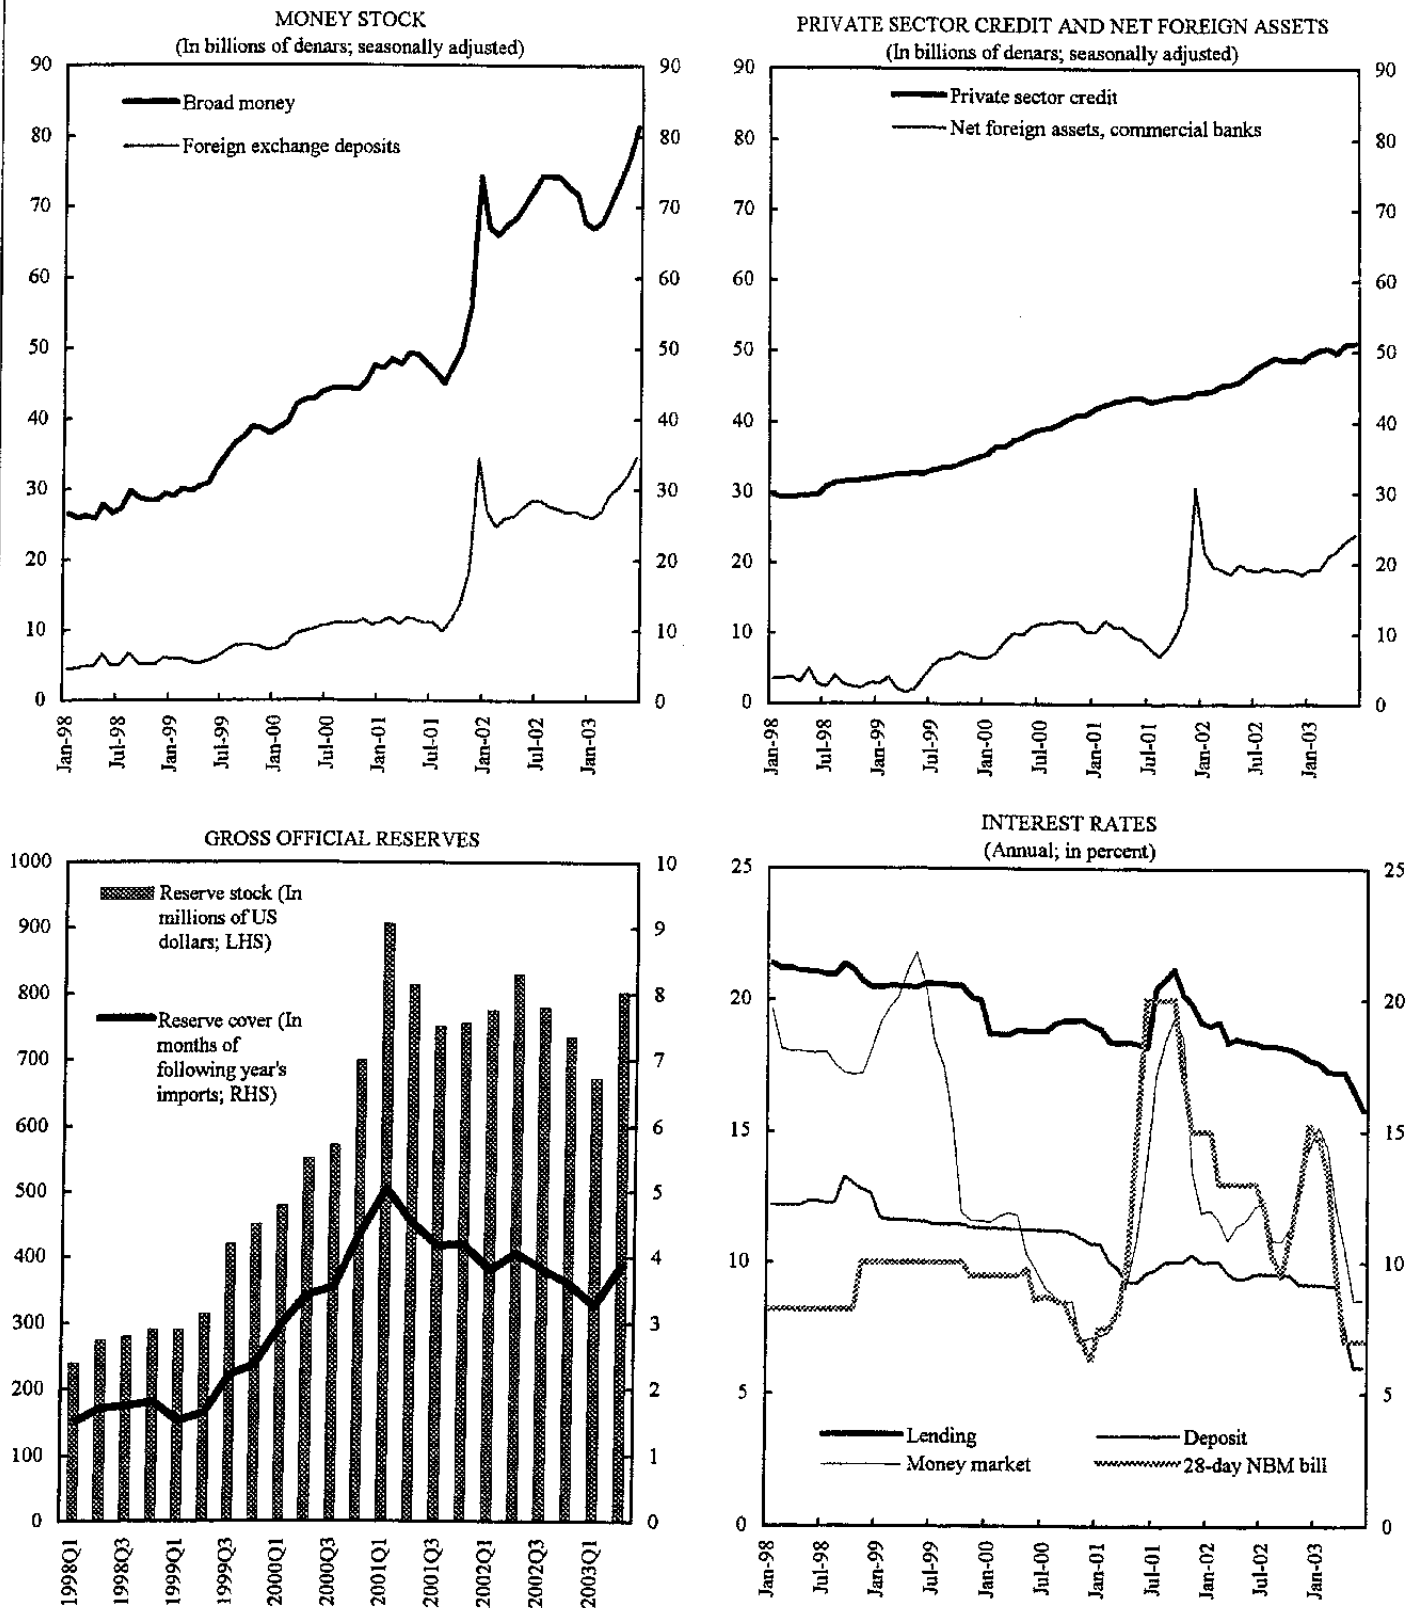 MONEY STOCK
(In billions of denars; seasonally adjusted)
90
80
70
60
50
40
30
20
10
0
Broad money
Foreign exchange deposits
90
80
70
60
50
40
30
20
10
0
Jan-98
Jul-98
Jan-99
Jul-99
Jan-00
Jul-00
Jan-01
Jul-01
Jan-02
Jul-02
Jan-03
PRIVATE SECTOR CREDIT AND NET FOREIGN ASSETS
(In billions of denars; seasonally adjusted)
90
80
70
60
50
40
30
20
10
0
Private sector credit
Net foreign assets, commercial banks
90
80
70
60
50
40
30
20
10
0
Jan-98
Jul-98
Jan-99
Jul-99
Jan-00
Jul-00
Jan-01
Jul-01
Jan-02
Jul-02
Jan-03
GROSS OFFICIAL RESERVES
1000
900
800
700
600
500
400
300
200
100
0
Reserve stock (In
millions of US
dollars; LHS)
Reserve cover (In
months of
following year's
imports; RHS)
10
9
8
7
6
5
4
3
2
1
0
1998Q1
1998Q3
1999Q1
1999Q3
2000Q1
2000Q3
2001Q1
2001Q3
2002Q1
2002Q3
2003Q1
INTEREST RATES
(Annual; in percent)
25
20
15
10
5
0
Lending
Deposit
Money market
28-day NBM bill
25
20
15
10
5
0
Jan-98
Jul-98
Jan-99
Jul-99
Jan-00
Jul-00
Jan-01
Jul-01
Jan-02
Jul-02
Jan-03